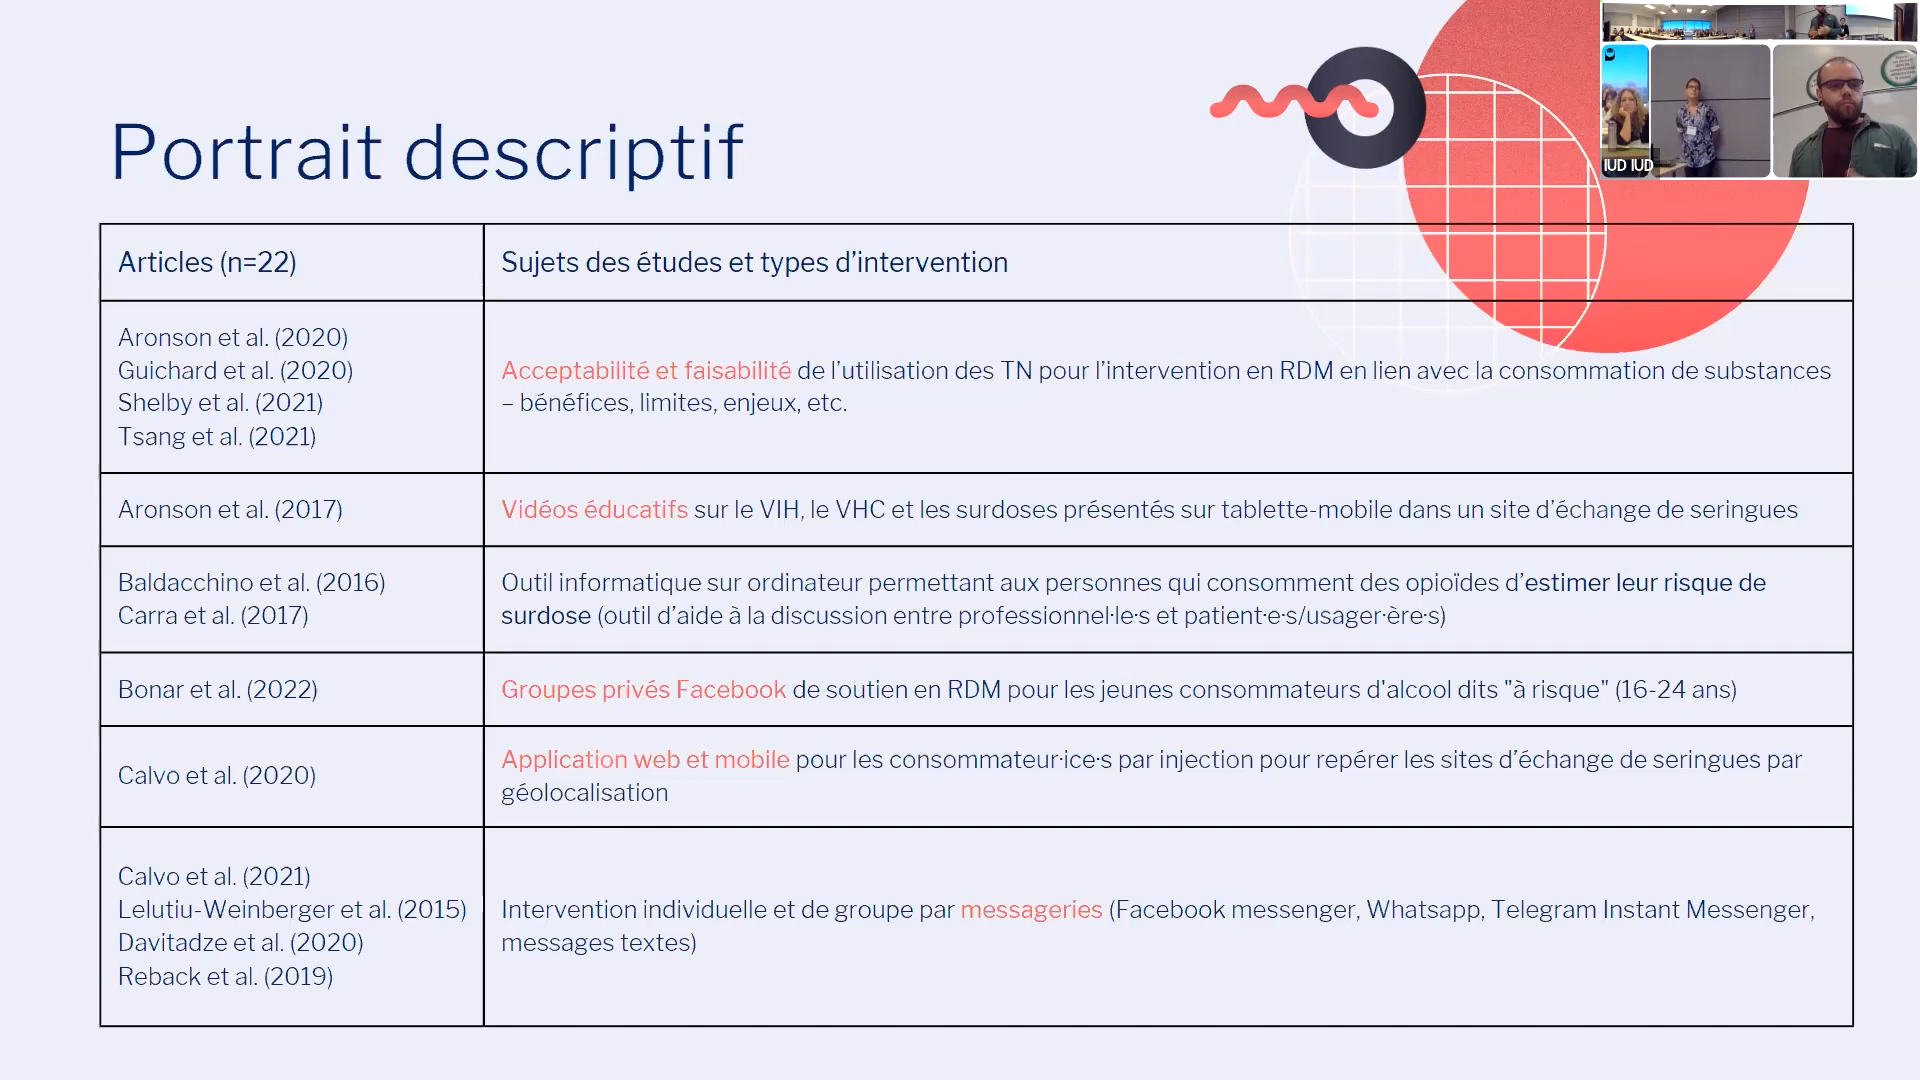 IUD IUD
Portrait descriptif
Articles (n=22)
Sujets des études et types d’intervention
Aronson et al. (2020)
Guichard et al. (2020)
Shelby et al. (2021)
Tsang et al. (2021)
Acceptabilité et faisabilité de l’utilisation des TN pour l’intervention en RDM en lien avec la consommation de substances
– bénéfices, limites, enjeux, etc.
Aronson et al. (2017)
Vidéos éducatifs sur le VIH, le VHC et les surdoses présentés sur tablette-mobile dans un site d’échange de seringues
Baldacchino et al. (2016)
Carra et al. (2017)
Outil informatique sur ordinateur permettant aux personnes qui consomment des opioïdes d’estimer leur risque de
surdose (outil d’aide à la discussion entre professionnel·le·s et patient·e·s/usager·ère·s)
Bonar et al. (2022)
Groupes privés Facebook de soutien en RDM pour les jeunes consommateurs d'alcool dits "à risque" (16-24 ans)
Calvo et al. (2020)
Application web et mobile pour les consommateur·ice·s par injection pour repérer les sites d’échange de seringues par
géolocalisation
Calvo et al. (2021)
Lelutiu-Weinberger et al. (2015)
Davitadze et al. (2020)
Reback et al. (2019)
Intervention individuelle et de groupe par messageries (Facebook messenger, Whatsapp, Telegram Instant Messenger,
messages textes)